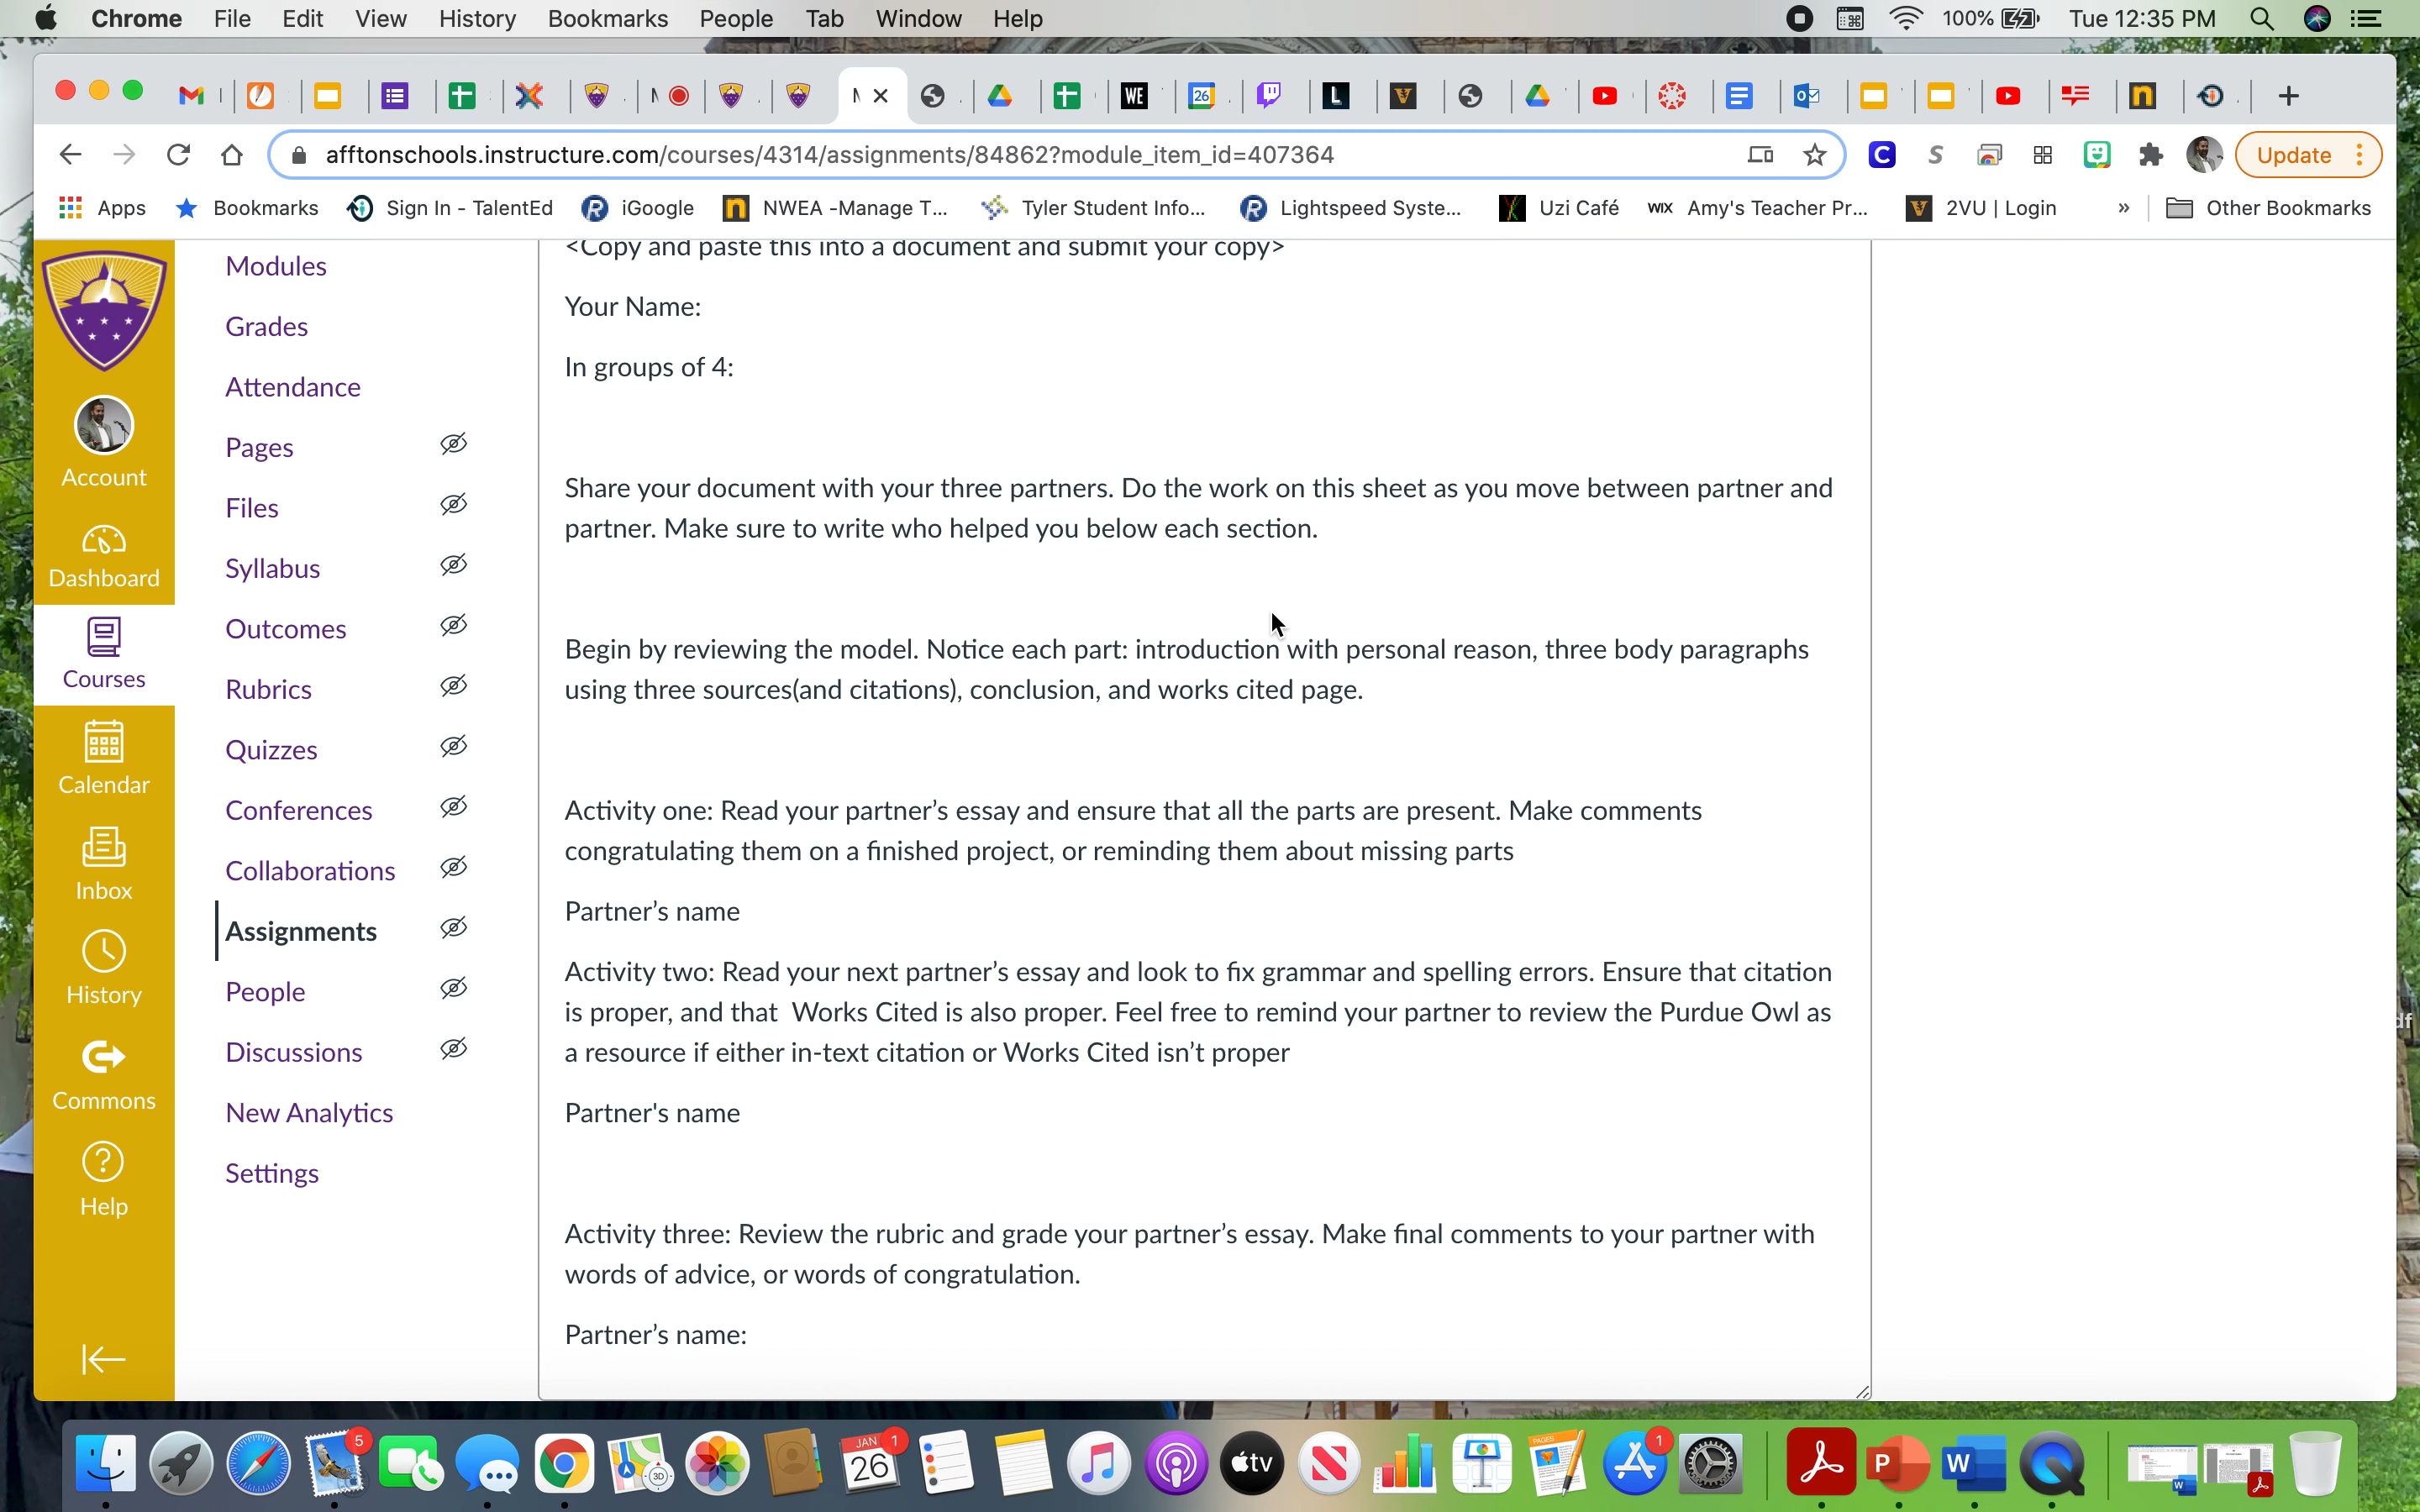 Chrome File Edit View History Bookmarks People Tab Window Help 100% Tue 12:35 PM
WE 26 L V n
afftonschools.instructure.com/courses/4314/assignments/84862?module_item_id=407364 C S Update
Apps Bookmarks Sign In - TalentEd R iGoogle n NWEA -Manage T... Tyler Student Info... R Lightspeed Syste... Uzi Café WIX Amy's Teacher Pr... V 2VU | Login » Other Bookmarks
Account
Dashboard
Courses
Calendar
Inbox
History
Commons
Help
Modules
Grades
Attendance
Pages
Files
Syllabus
Outcomes
Rubrics
Quizzes
Conferences
Collaborations
Assignments
People
Discussions
New Analytics
Settings
<Copy and paste this into a document and submit your copy>
Your Name:
In groups of 4:
Share your document with your three partners. Do the work on this sheet as you move between partner and
partner. Make sure to write who helped you below each section.
Begin by reviewing the model. Notice each part: introduction with personal reason, three body paragraphs
using three sources(and citations), conclusion, and works cited page.
Activity one: Read your partner’s essay and ensure that all the parts are present. Make comments
congratulating them on a finished project, or reminding them about missing parts
Partner’s name
Activity two: Read your next partner’s essay and look to fix grammar and spelling errors. Ensure that citation
is proper, and that  Works Cited is also proper. Feel free to remind your partner to review the Purdue Owl as
a resource if either in-text citation or Works Cited isn’t proper
Partner's name
Activity three: Review the rubric and grade your partner’s essay. Make final comments to your partner with
words of advice, or words of congratulation.
Partner’s name:
df
5 3D JAN 26 1 tv PAGES 1 P W